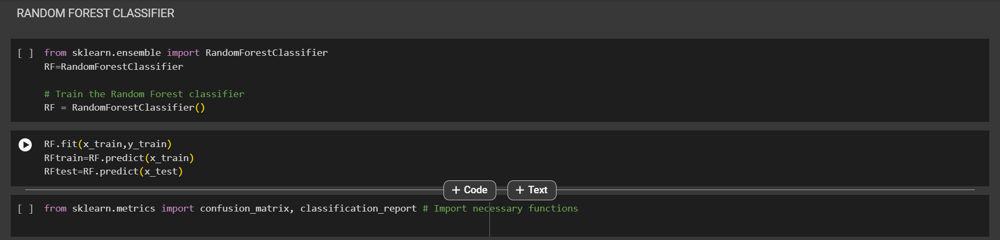 RANDOM FOREST CLASSIFIER
[ ] from sklearn.ensemble import RandomForestClassifier
RF=RandomForestClassifier
# Train the Random Forest classifier
RF = RandomForestClassifier()
RF.fit(x_train,y_train)
RFtrain=RF.predict(x_train)
RFtest=RF.predict(x_test)
+ Code + Text
[ ] from sklearn.metrics import confusion_matrix, classification_report # Import necessary functions